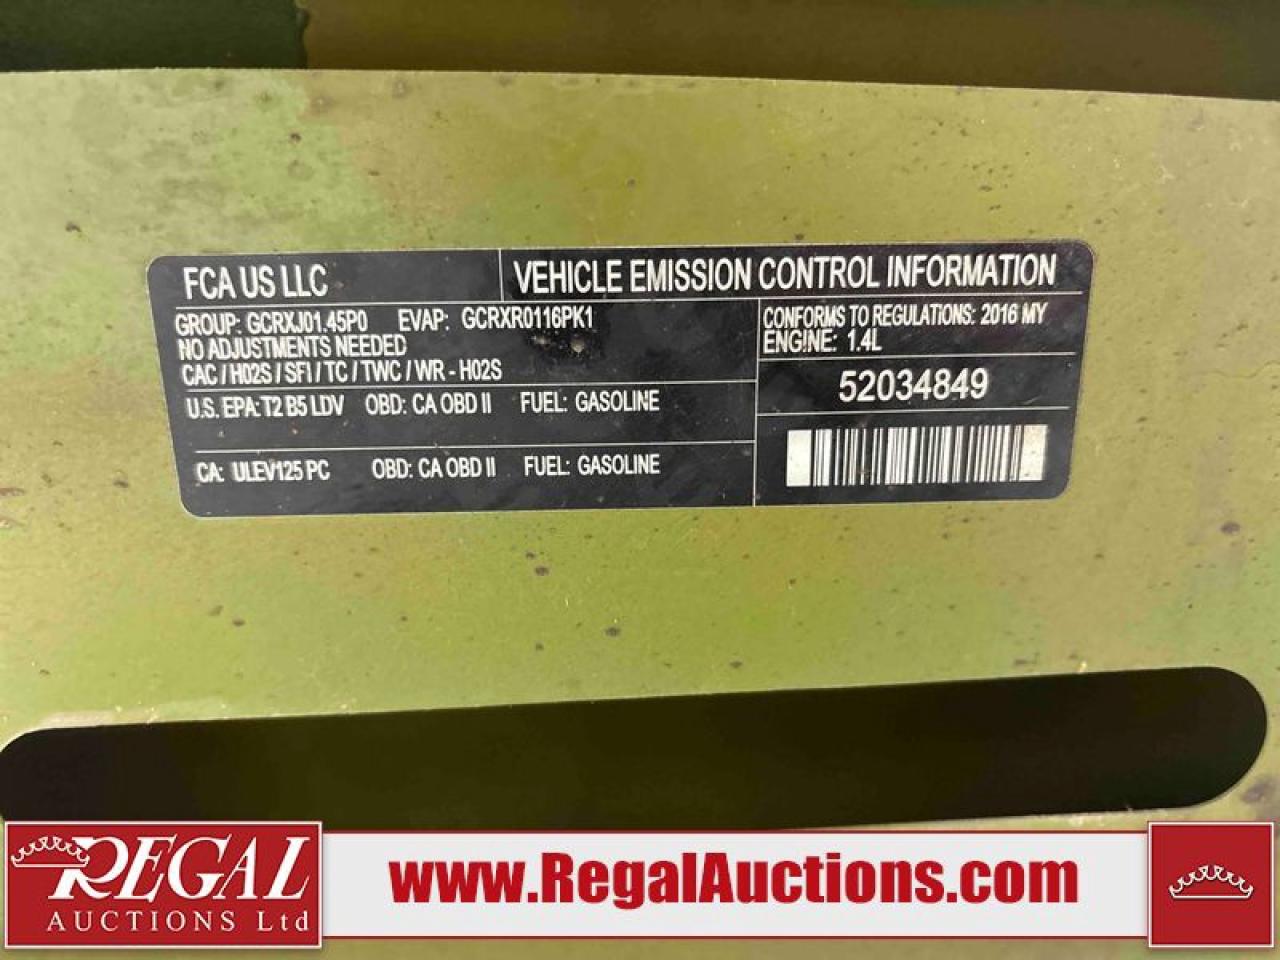 FCA US LLC
VEHICLE EMISSION CONTROL INFORMATION
GROUP: GCRXJ01.45P0 EVAP: GCRXR0116PK1
NO ADJUSTMENTS NEEDED
CAC / H02S / SFI / TC / TWC / WR - H02S
U.S. EPA: T2 B5 LDV OBD: CA OBD II FUEL: GASOLINE
CA: ULEV125 PC OBD: CA OBD II FUEL: GASOLINE
CONFORMS TO REGULATIONS: 2016 MY
ENGINE: 1.4L
52034849
REGAL
AUCTIONS Ltd
www.RegalAuctions.com